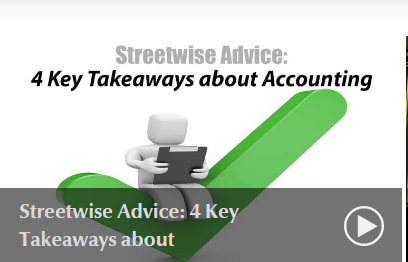 Streetwise Advice:
4 Key Takeaways about Accounting
Streetwise Advice: 4 Key
Takeaways about